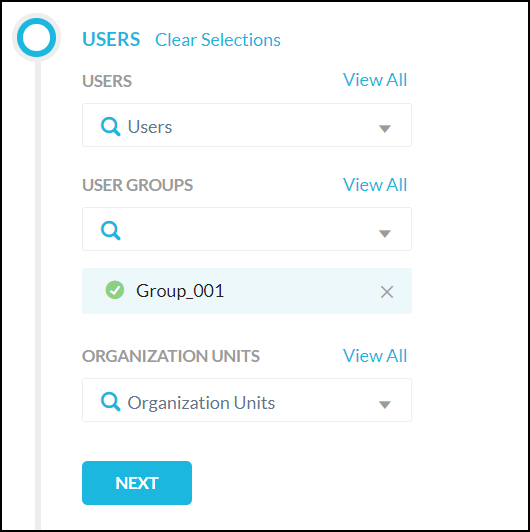 USERS Clear Selections
USERS View All
Users
USER GROUPS View All
Group_001
ORGANIZATION UNITS View All
Organization Units
NEXT